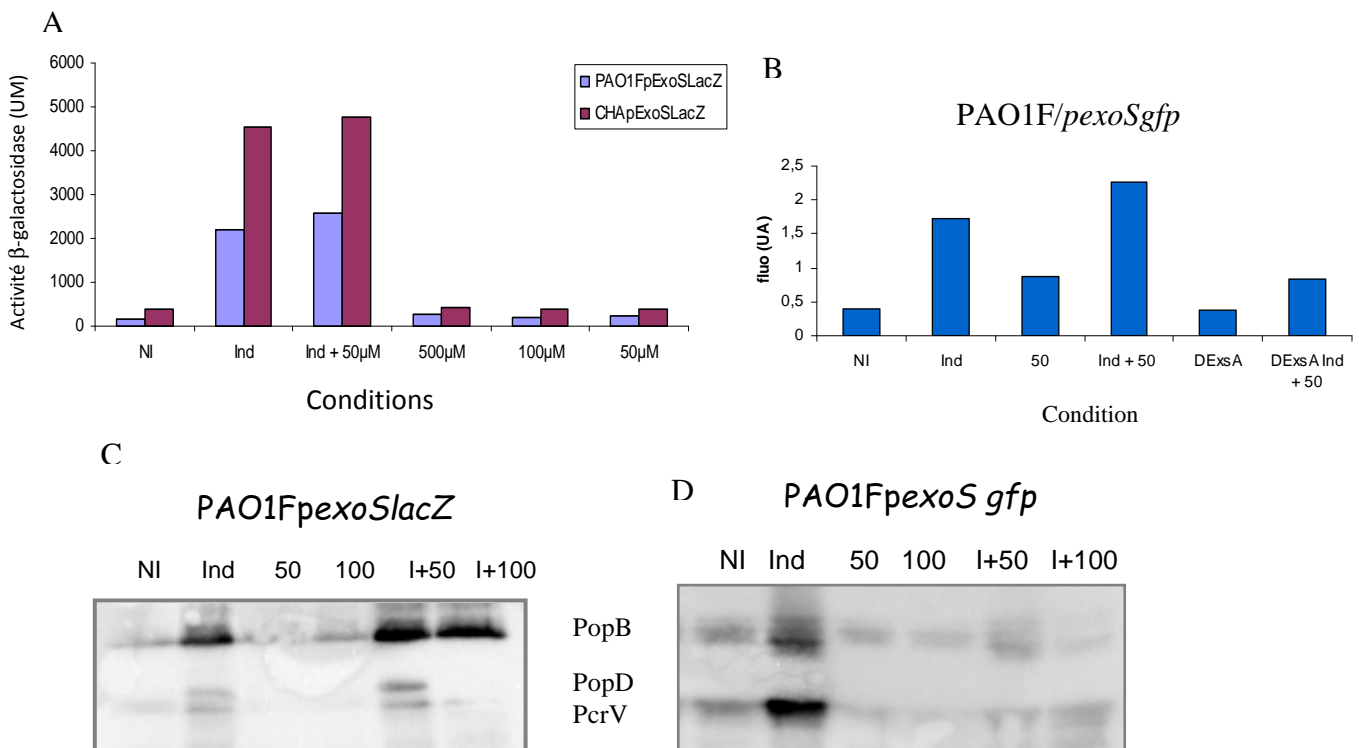 A
6000
5000
4000
3000
2000
1000
0
Activité β-galactosidase (UM)
PAO1FpExoSLacZ
CHApExoSLacZ
NI Ind Ind + 50µM 500µM 100µM 50µM
Conditions
B
PAO1F/pexoSgfp
2,5
2
1,5
1
0,5
0
fluo (UA)
NI Ind 50 Ind + 50 DExsA DExsA Ind
+ 50
Condition
C
PAO1FpexoSlacZ
NI Ind 50 100 I+50 I+100
PopB
PopD
PcrV
D
PAO1FpexoS gfp
NI Ind 50 100 I+50 I+100